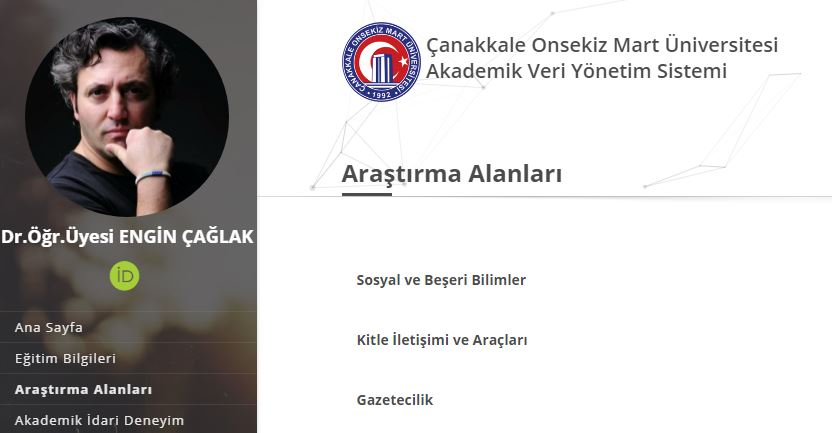 Çanakkale Onsekiz Mart Üniversitesi
Akademik Veri Yönetim Sistemi
ÇANAKKALE ONSEKİZ MART ÜNİVERSİTESİ
• 1992 •
Araştırma Alanları
Dr.Öğr.Üyesi ENGİN ÇAĞLAK
iD
Ana Sayfa
Eğitim Bilgileri
Araştırma Alanları
Akademik İdari Deneyim
Sosyal ve Beşeri Bilimler
Kitle İletişimi ve Araçları
Gazetecilik